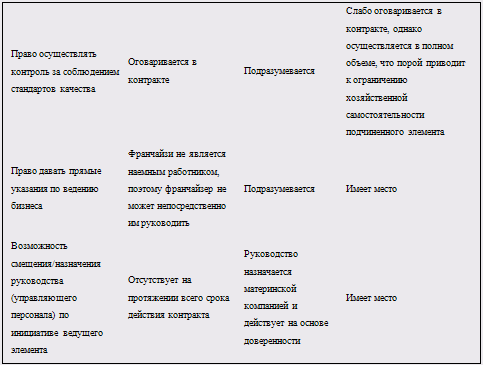 Право осуществлять
контроль за соблюдением
стандартов качества
Оговаривается в
контракте
Подразумевается
Слабо оговаривается в
контракте, однако
осуществляется в полном
объеме, что порой приводит
к ограничению
хозяйственной
самостоятельности
подчиненного элемента
Право давать прямые
указания по ведению
бизнеса
Франчайзи не является
наемным работником,
поэтому франчайзер не
может непосредственно
им руководить
Подразумевается
Имеет место
Возможность
смещения/назначения
руководства
(управляющего
персонала) по
инициативе ведущего
элемента
Отсутствует на
протяжении всего срока
действия контракта
Руководство
назначается
материнской
компанией и
действует на основе
доверенности
Имеет место